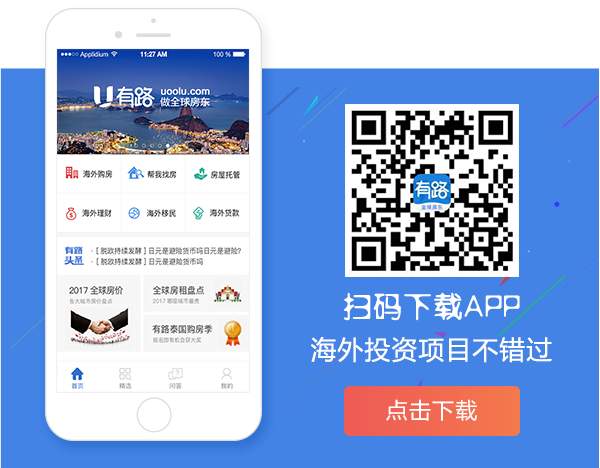 Applidium 11:27 AM 100 %
有路 uoolu.com
做全球房东
海外购房 帮我找房 房屋托管
海外理财 海外移民 海外贷款
有路头条
·[ 脱欧持续发酵 ] 日元是避险货币吗日元是避险?
·[ 脱欧持续发酵 ] 日元是避险货币吗
2017 全球房价
各大城市房价盘点
全球房租盘点
2017 哪座城市最贵
有路泰国购房季
报名即有机会获大奖
首页 精选 问答 我的
有路
全球房东
扫码下载APP
海外投资项目不错过
点击下载